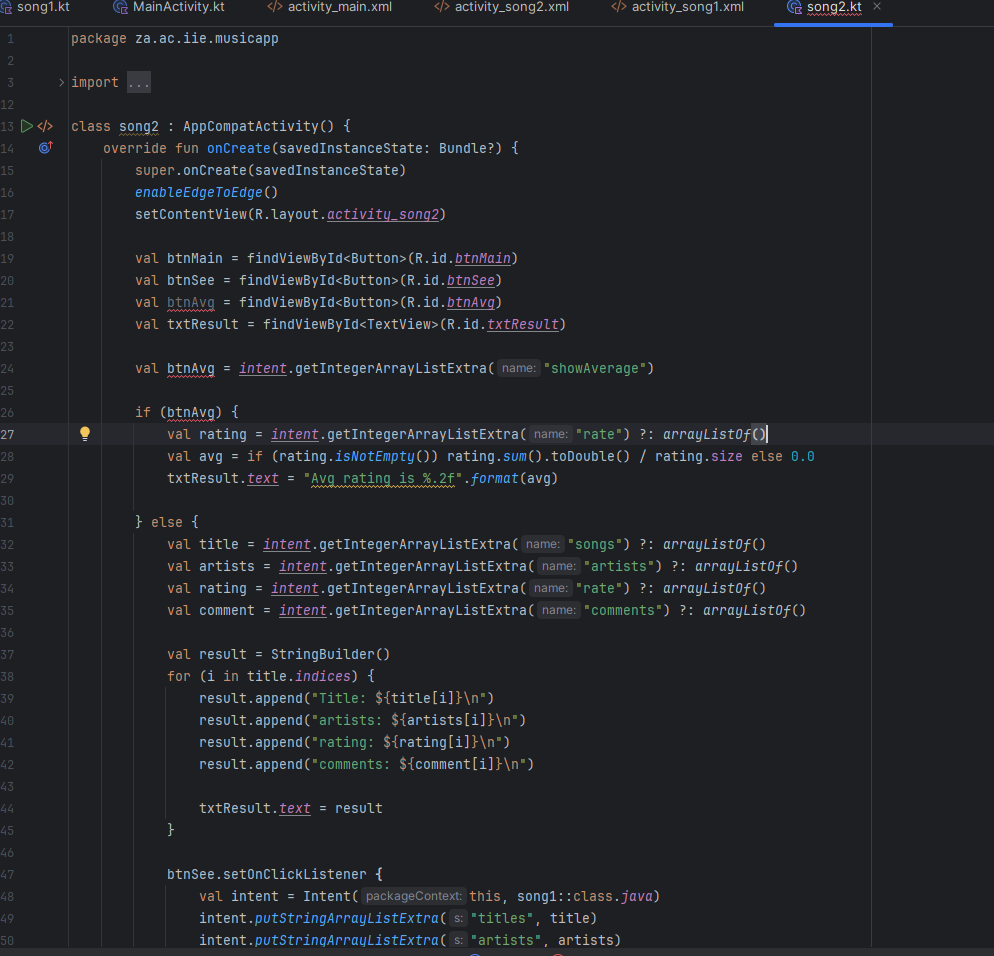 song1.kt MainActivity.kt </> activity_main.xml </> activity_song2.xml </> activity_song1.xml song2.kt ×
1 package za.ac.iie.musicapp
2
3 > import ...
12
13 </> class song2 : AppCompatActivity() {
14 override fun onCreate(savedInstanceState: Bundle?) {
15 super.onCreate(savedInstanceState)
16 enableEdgeToEdge()
17 setContentView(R.layout.activity_song2)
18
19 val btnMain = findViewById<Button>(R.id.btnMain)
20 val btnSee = findViewById<Button>(R.id.btnSee)
21 val btnAvg = findViewById<Button>(R.id.btnAvg)
22 val txtResult = findViewById<TextView>(R.id.txtResult)
23
24 val btnAvg = intent.getIntegerArrayListExtra( name: "showAverage")
25
26 if (btnAvg) {
27 val rating = intent.getIntegerArrayListExtra( name: "rate") ?: arrayListOf()
28 val avg = if (rating.isNotEmpty()) rating.sum().toDouble() / rating.size else 0.0
29 txtResult.text = "Avg rating is %.2f".format(avg)
30
31 } else {
32 val title = intent.getIntegerArrayListExtra( name: "songs") ?: arrayListOf()
33 val artists = intent.getIntegerArrayListExtra( name: "artists") ?: arrayListOf()
34 val rating = intent.getIntegerArrayListExtra( name: "rate") ?: arrayListOf()
35 val comment = intent.getIntegerArrayListExtra( name: "comments") ?: arrayListOf()
36
37 val result = StringBuilder()
38 for (i in title.indices) {
39 result.append("Title: ${title[i]}\n")
40 result.append("artists: ${artists[i]}\n")
41 result.append("rating: ${rating[i]}\n")
42 result.append("comments: ${comment[i]}\n")
43
44 txtResult.text = result
45 }
46
47 btnSee.setOnClickListener {
48 val intent = Intent( packageContext: this, song1::class.java)
49 intent.putStringArrayListExtra( s: "titles", title)
50 intent.putStringArrayListExtra( s: "artists", artists)